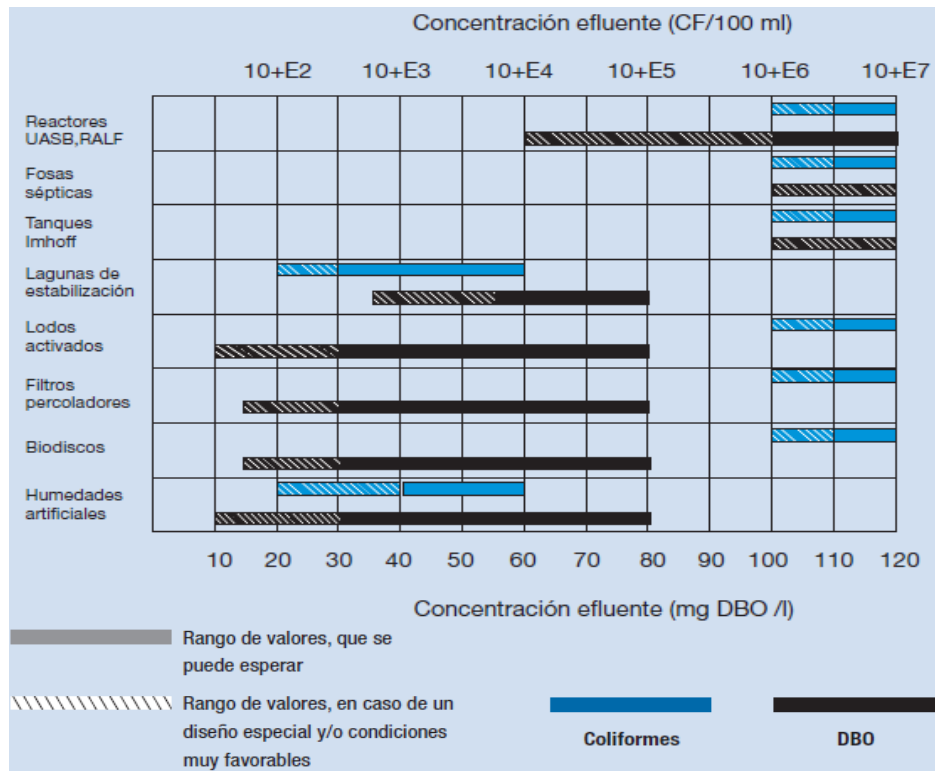 Concentración efluente (CF/100 ml)
10+E2 10+E3 10+E4 10+E5 10+E6 10+E7
Reactores
UASB,RALF
Fosas
sépticas
Tanques
Imhoff
Lagunas de
estabilización
Lodos
activados
Filtros
percoladores
Biodiscos
Humedades
artificiales
10 20 30 40 50 60 70 80 90 100 110 120
Concentración efluente (mg DBO /l)
Rango de valores, que se
puede esperar
Rango de valores, en caso de un
diseño especial y/o condiciones
muy favorables
Coliformes
DBO